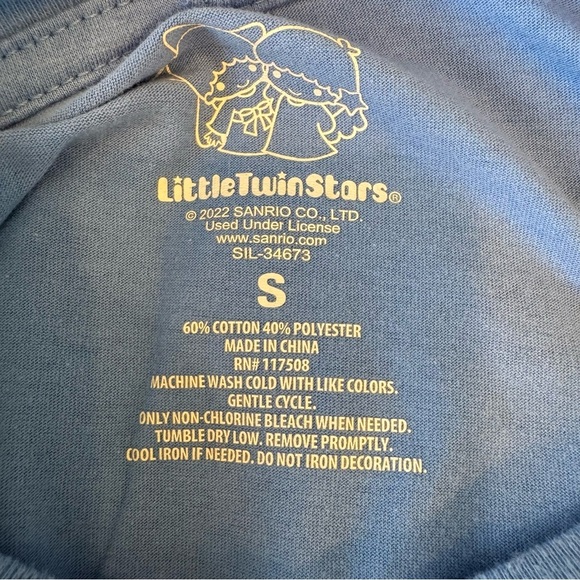 LittleTwinStars®
© 2022 SANRIO CO., LTD.
Used Under License
www.sanrio.com
SIL-34673
S
60% COTTON 40% POLYESTER
MADE IN CHINA
RN# 117508
MACHINE WASH COLD WITH LIKE COLORS.
GENTLE CYCLE.
ONLY NON-CHLORINE BLEACH WHEN NEEDED.
TUMBLE DRY LOW. REMOVE PROMPTLY.
COOL IRON IF NEEDED. DO NOT IRON DECORATION.